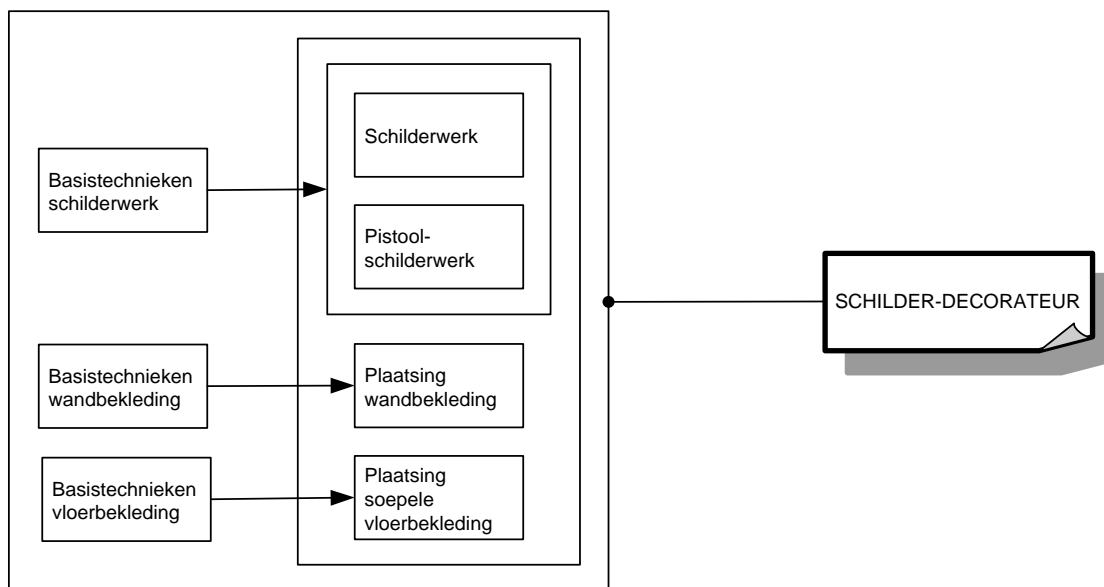 Basistechnieken
schilderwerk
Schilderwerk
Pistool-
schilderwerk
SCHILDER-DECORATEUR
Basistechnieken
wandbekleding
Plaatsing
wandbekleding
Basistechnieken
vloerbekleding
Plaatsing
soepele
vloerbekleding